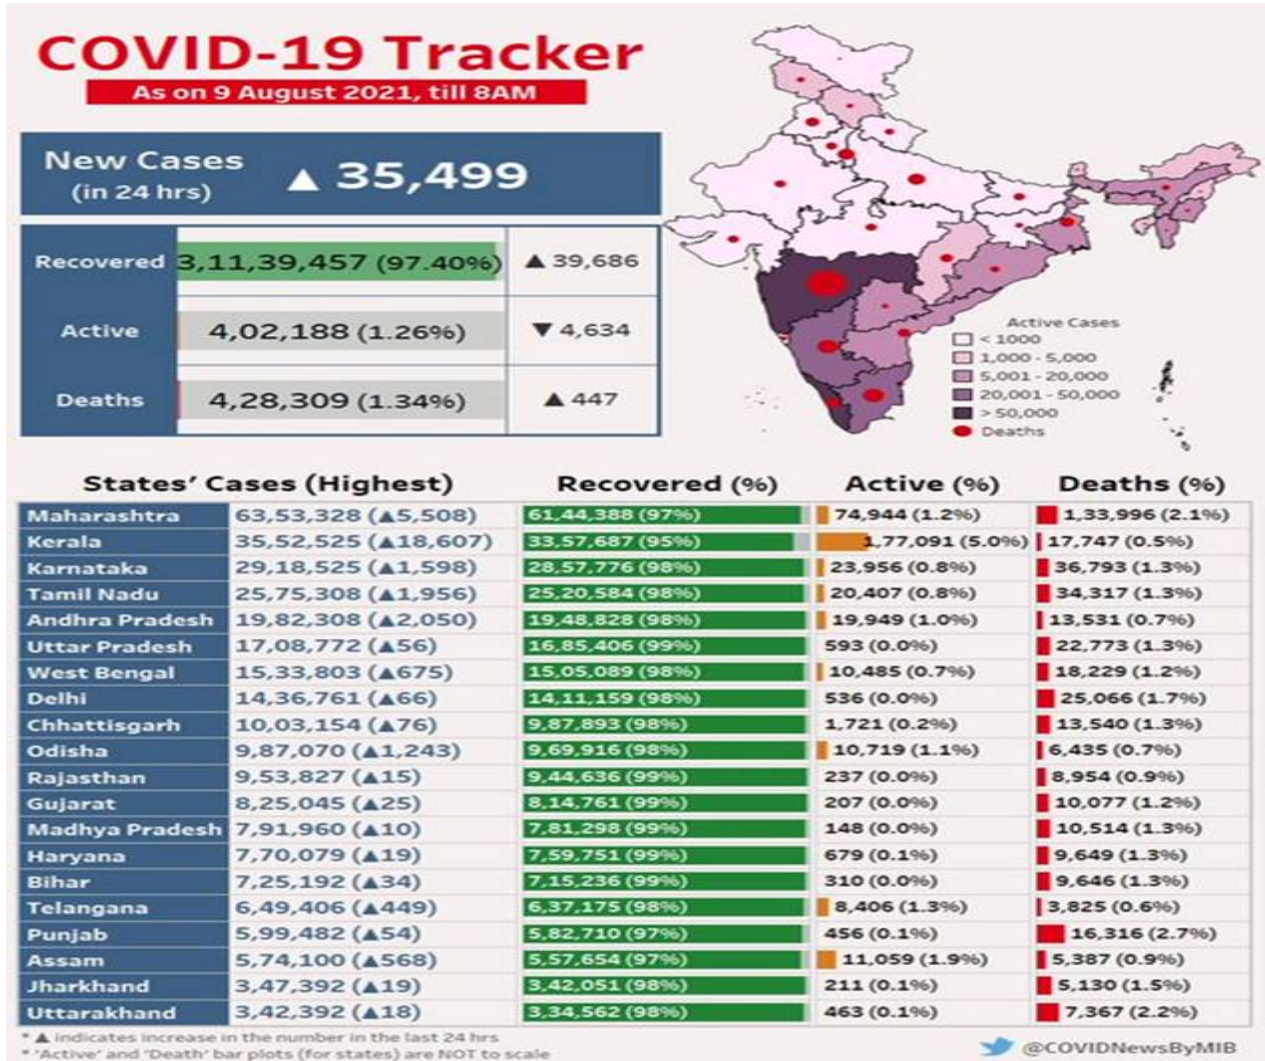 COVID-19 Tracker
As on 9 August 2021, till 8AM
New Cases
(in 24 hrs)
▲ 35,499
Recovered 3,11,39,457 (97.40%) ▲ 39,686
Active 4,02,188 (1.26%) ▼ 4,634
Deaths 4,28,309 (1.34%) ▲ 447
Active Cases
< 1000
1,000 - 5,000
5,001 - 20,000
20,001 - 50,000
> 50,000
Deaths
States' Cases (Highest) Recovered (%) Active (%) Deaths (%)
Maharashtra 63,53,328 (▲5,508) 61,44,388 (97%) 74,944 (1.2%) 1,33,996 (2.1%)
Kerala 35,52,525 (▲18,607) 33,57,687 (95%) 1,77,091 (5.0%) 17,747 (0.5%)
Karnataka 29,18,525 (▲1,598) 28,57,776 (98%) 23,956 (0.8%) 36,793 (1.3%)
Tamil Nadu 25,75,308 (▲1,956) 25,20,584 (98%) 20,407 (0.8%) 34,317 (1.3%)
Andhra Pradesh 19,82,308 (▲2,050) 19,48,828 (98%) 19,949 (1.0%) 13,531 (0.7%)
Uttar Pradesh 17,08,772 (▲56) 16,85,406 (99%) 593 (0.0%) 22,773 (1.3%)
West Bengal 15,33,803 (▲675) 15,05,089 (98%) 10,485 (0.7%) 18,229 (1.2%)
Delhi 14,36,761 (▲66) 14,11,159 (98%) 536 (0.0%) 25,066 (1.7%)
Chhattisgarh 10,03,154 (▲76) 9,87,893 (98%) 1,721 (0.2%) 13,540 (1.3%)
Odisha 9,87,070 (▲1,243) 9,69,916 (98%) 10,719 (1.1%) 6,435 (0.7%)
Rajasthan 9,53,827 (▲15) 9,44,636 (99%) 237 (0.0%) 8,954 (0.9%)
Gujarat 8,25,045 (▲25) 8,14,761 (99%) 207 (0.0%) 10,077 (1.2%)
Madhya Pradesh 7,91,960 (▲10) 7,81,298 (99%) 148 (0.0%) 10,514 (1.3%)
Haryana 7,70,079 (▲19) 7,59,751 (99%) 679 (0.1%) 9,649 (1.3%)
Bihar 7,25,192 (▲34) 7,15,236 (99%) 310 (0.0%) 9,646 (1.3%)
Telangana 6,49,406 (▲449) 6,37,175 (98%) 8,406 (1.3%) 3,825 (0.6%)
Punjab 5,99,482 (▲54) 5,82,710 (97%) 456 (0.1%) 16,316 (2.7%)
Assam 5,74,100 (▲568) 5,57,654 (97%) 11,059 (1.9%) 5,387 (0.9%)
Jharkhand 3,47,392 (▲19) 3,42,051 (98%) 211 (0.1%) 5,130 (1.5%)
Uttarakhand 3,42,392 (▲18) 3,34,562 (98%) 463 (0.1%) 7,367 (2.2%)
* ▲ indicates increase in the number in the last 24 hrs
* 'Active' and 'Death' bar plots (for states) are NOT to scale
@COVIDNewsByMIB